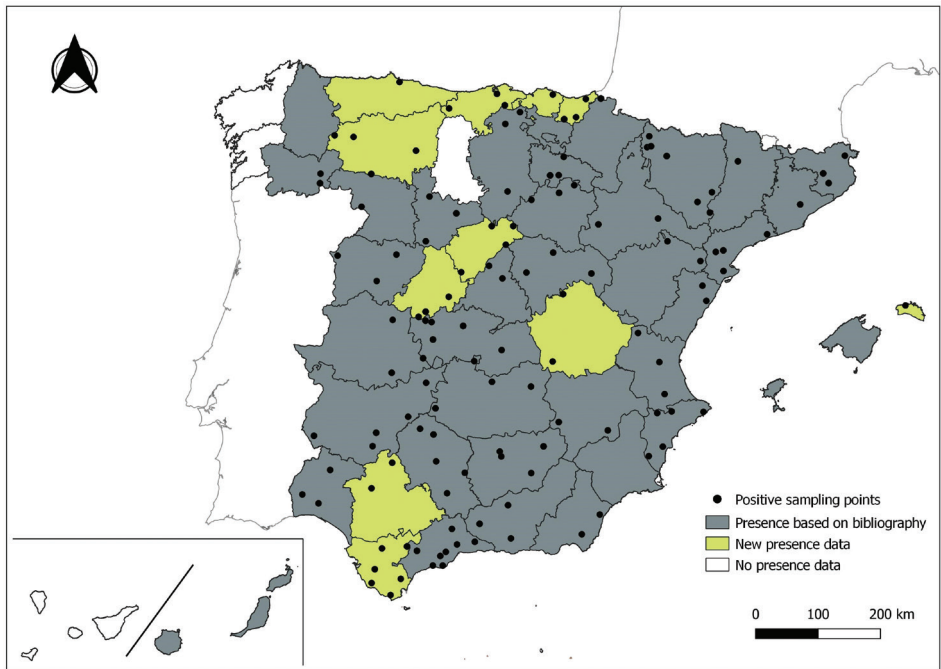 Positive sampling points
Presence based on bibliography
New presence data
No presence data
0 100 200 km